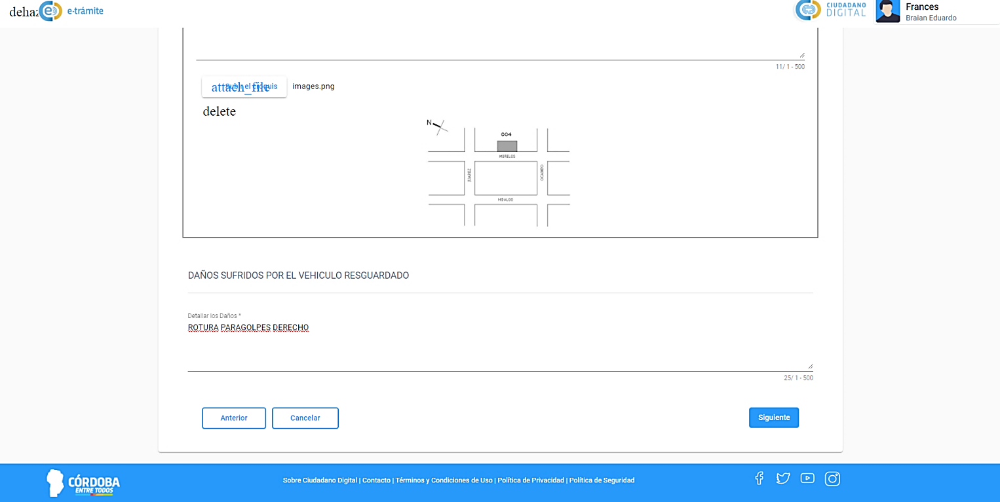 dehaz e-trámite
CIUDADANO
DIGITAL
Frances
Braian Eduardo
11/ 1 - 500
attach_file
Subir el croquis
images.png
delete
N
004
MORELOS
JUAREZ
OCAMPO
HIDALGO
DAÑOS SUFRIDOS POR EL VEHICULO RESGUARDADO
Detallar los Daños *
ROTURA PARAGOLPES DERECHO
25/ 1 - 500
Anterior
Cancelar
Siguiente
CÓRDOBA
ENTRE TODOS
Sobre Ciudadano Digital | Contacto | Términos y Condiciones de Uso | Política de Privacidad | Política de Seguridad